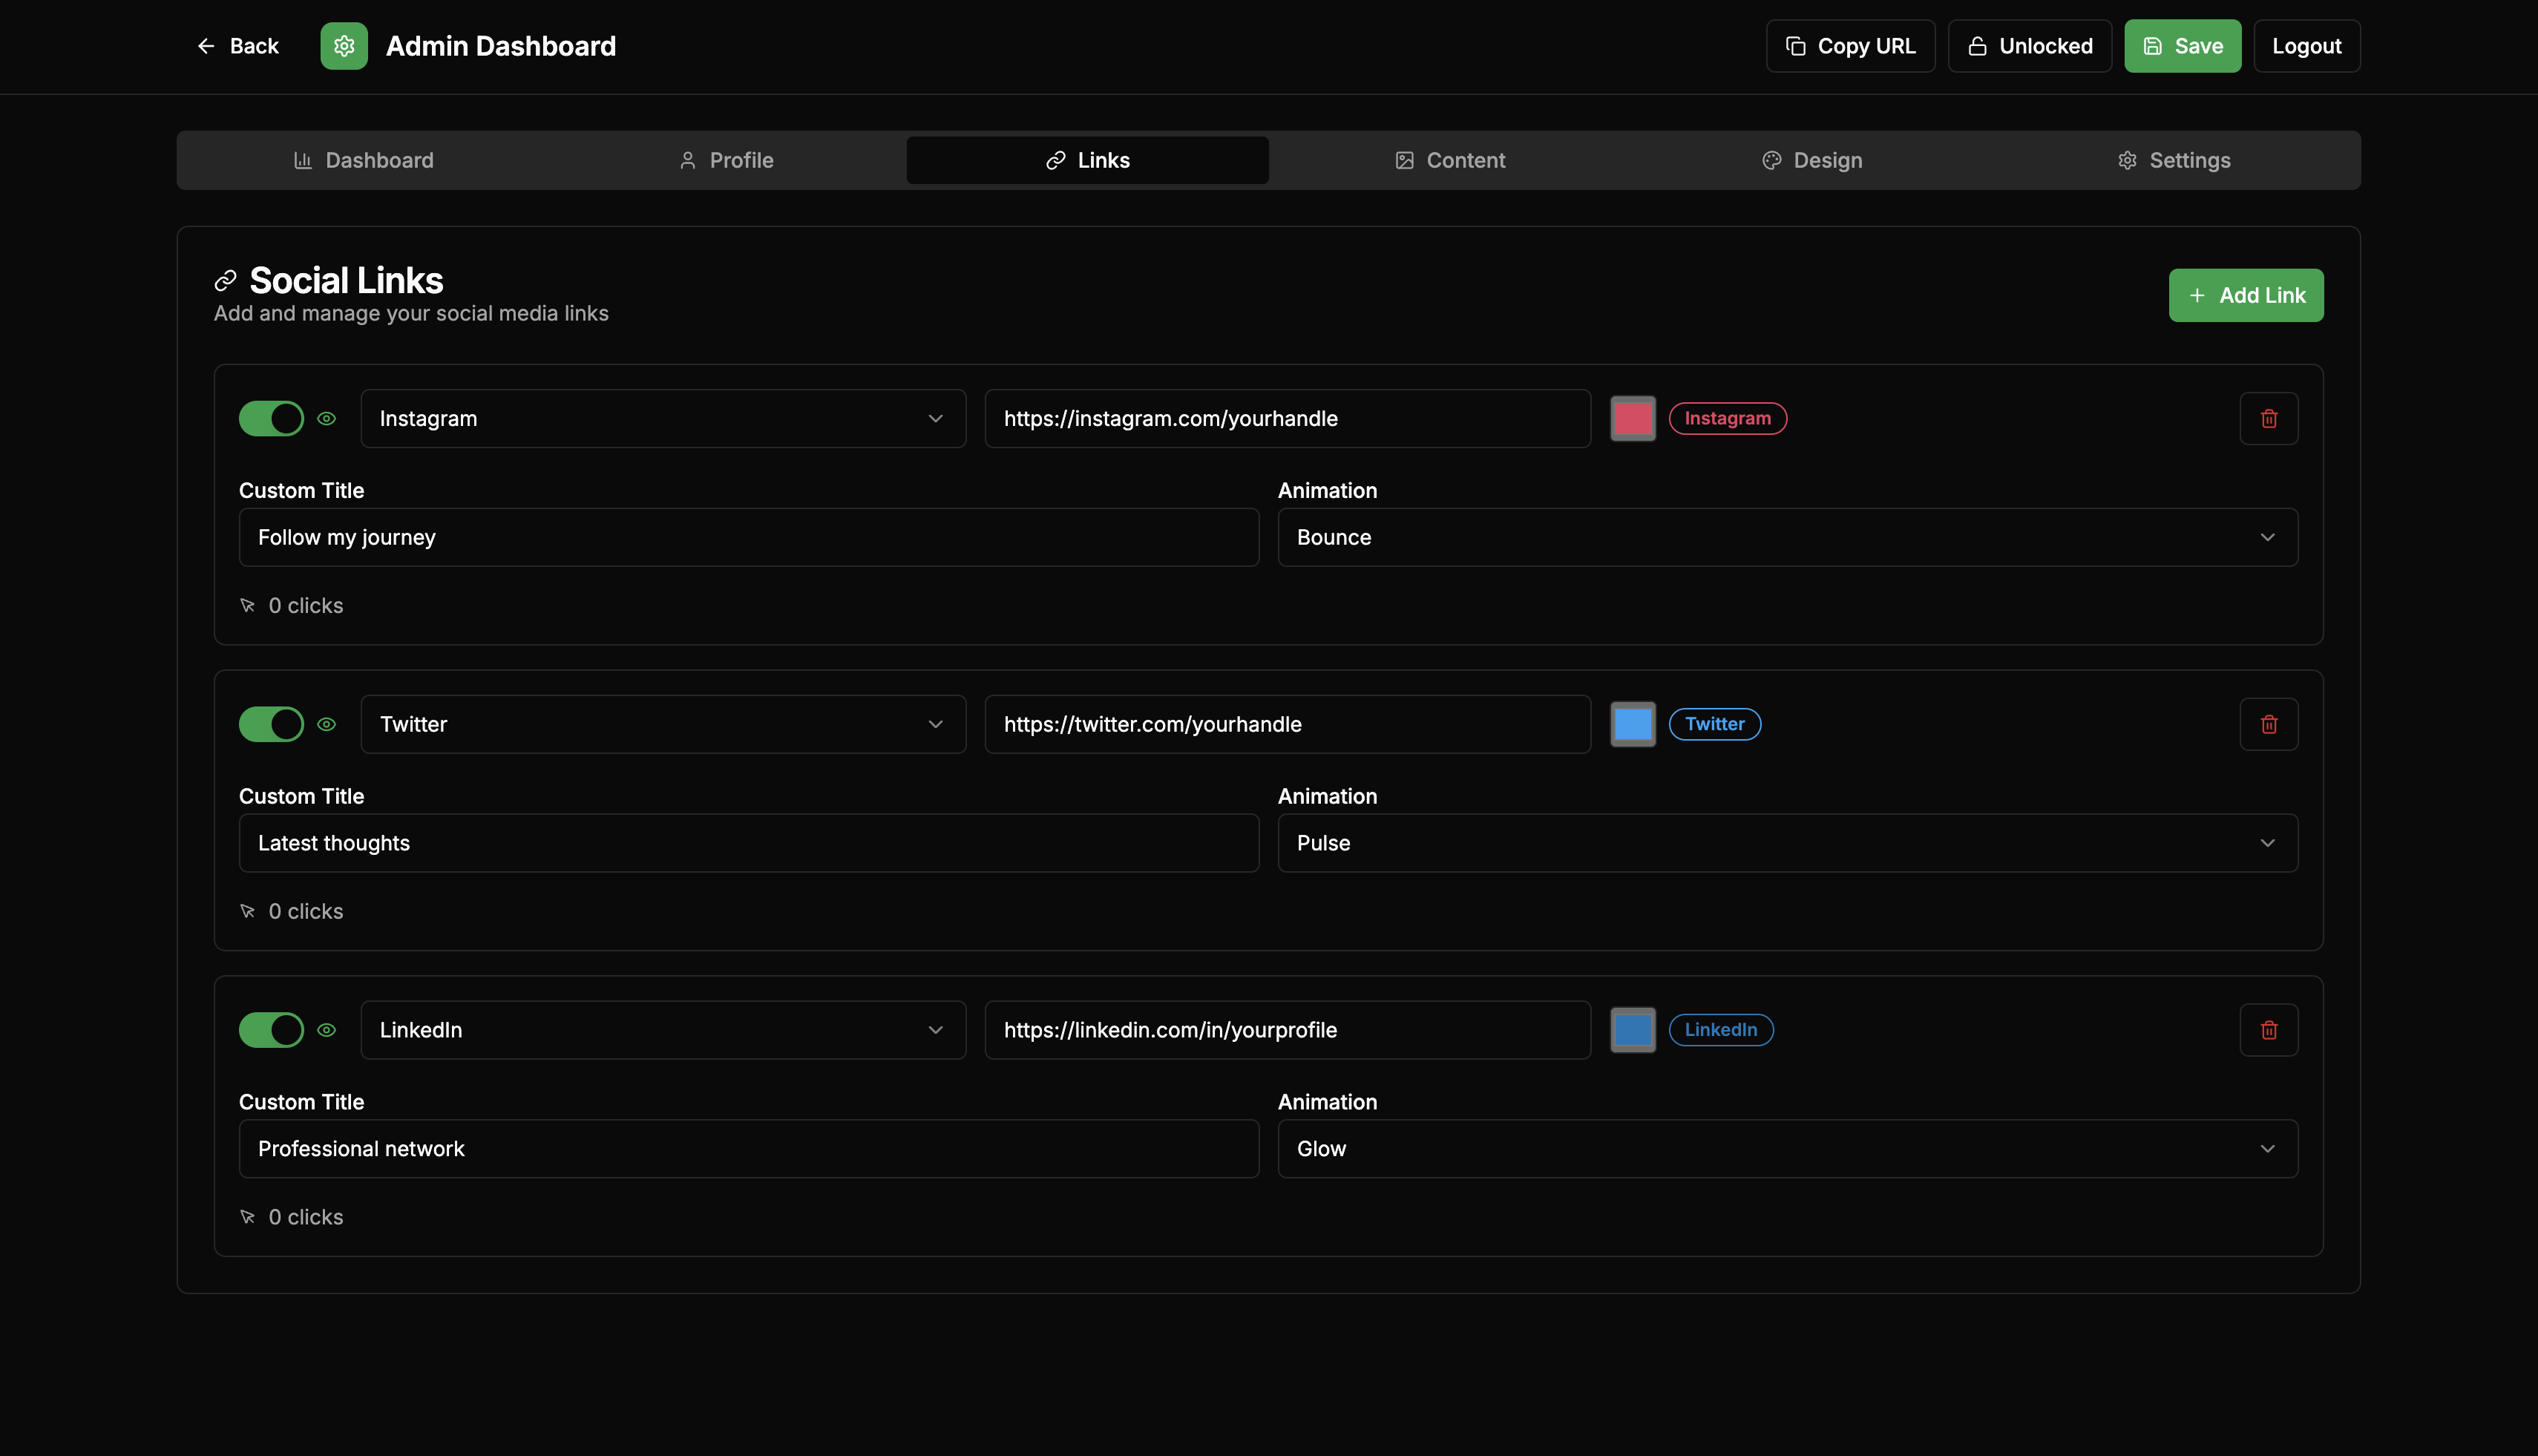 Back
Admin Dashboard
Copy URL
Unlocked
Save
Logout
Dashboard
Profile
Links
Content
Design
Settings
Social Links
Add and manage your social media links
Add Link
Instagram
https://instagram.com/yourhandle
Instagram
Custom Title
Animation
Follow my journey
Bounce
0 clicks
Twitter
https://twitter.com/yourhandle
Twitter
Custom Title
Animation
Latest thoughts
Pulse
0 clicks
LinkedIn
https://linkedin.com/in/yourprofile
LinkedIn
Custom Title
Animation
Professional network
Glow
0 clicks